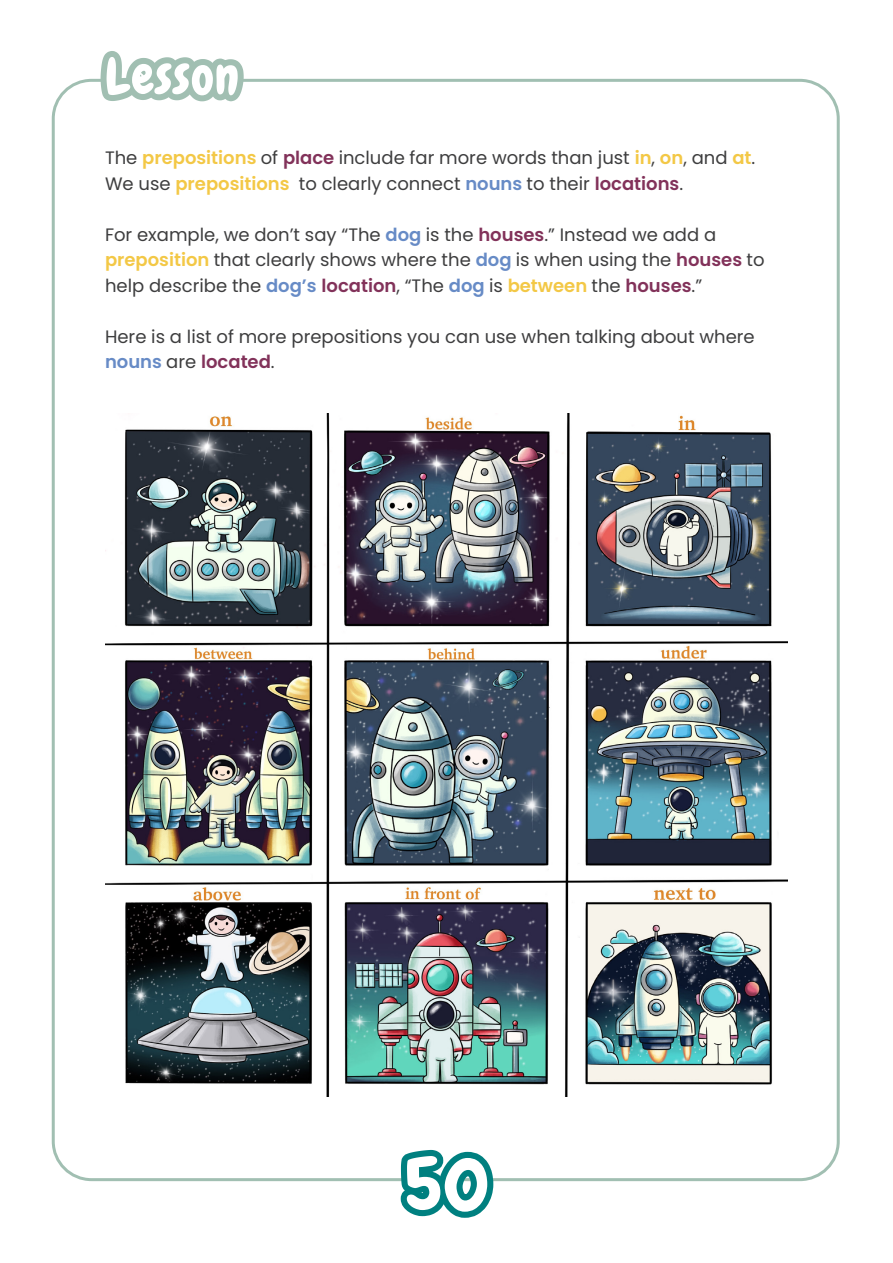 Lesson
The prepositions of place include far more words than just in, on, and at.
We use prepositions  to clearly connect nouns to their locations.
For example, we don’t say “The dog is the houses.” Instead we add a
preposition that clearly shows where the dog is when using the houses to
help describe the dog’s location, “The dog is between the houses.”
Here is a list of more prepositions you can use when talking about where
nouns are located.
on
beside
in
between
behind
under
above
in front of
next to
50